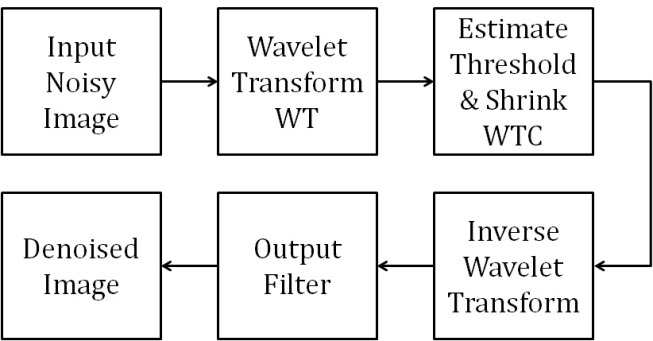 Input
Noisy
Image
Wavelet
Transform
WT
Estimate
Threshold
& Shrink
WTC
Inverse
Wavelet
Transform
Output
Filter
Denoised
Image